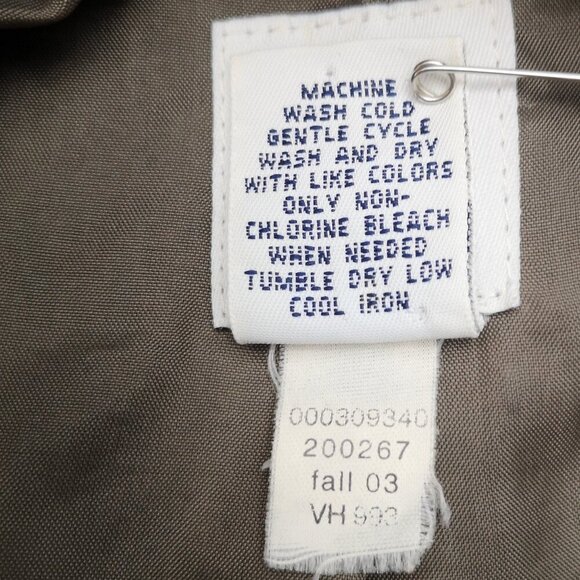 MACHINE
WASH COLD
GENTLE CYCLE
WASH AND DRY
WITH LIKE COLORS
ONLY NON-
CHLORINE BLEACH
WHEN NEEDED
TUMBLE DRY LOW
COOL IRON
000309340
200267
fall 03
VH 993